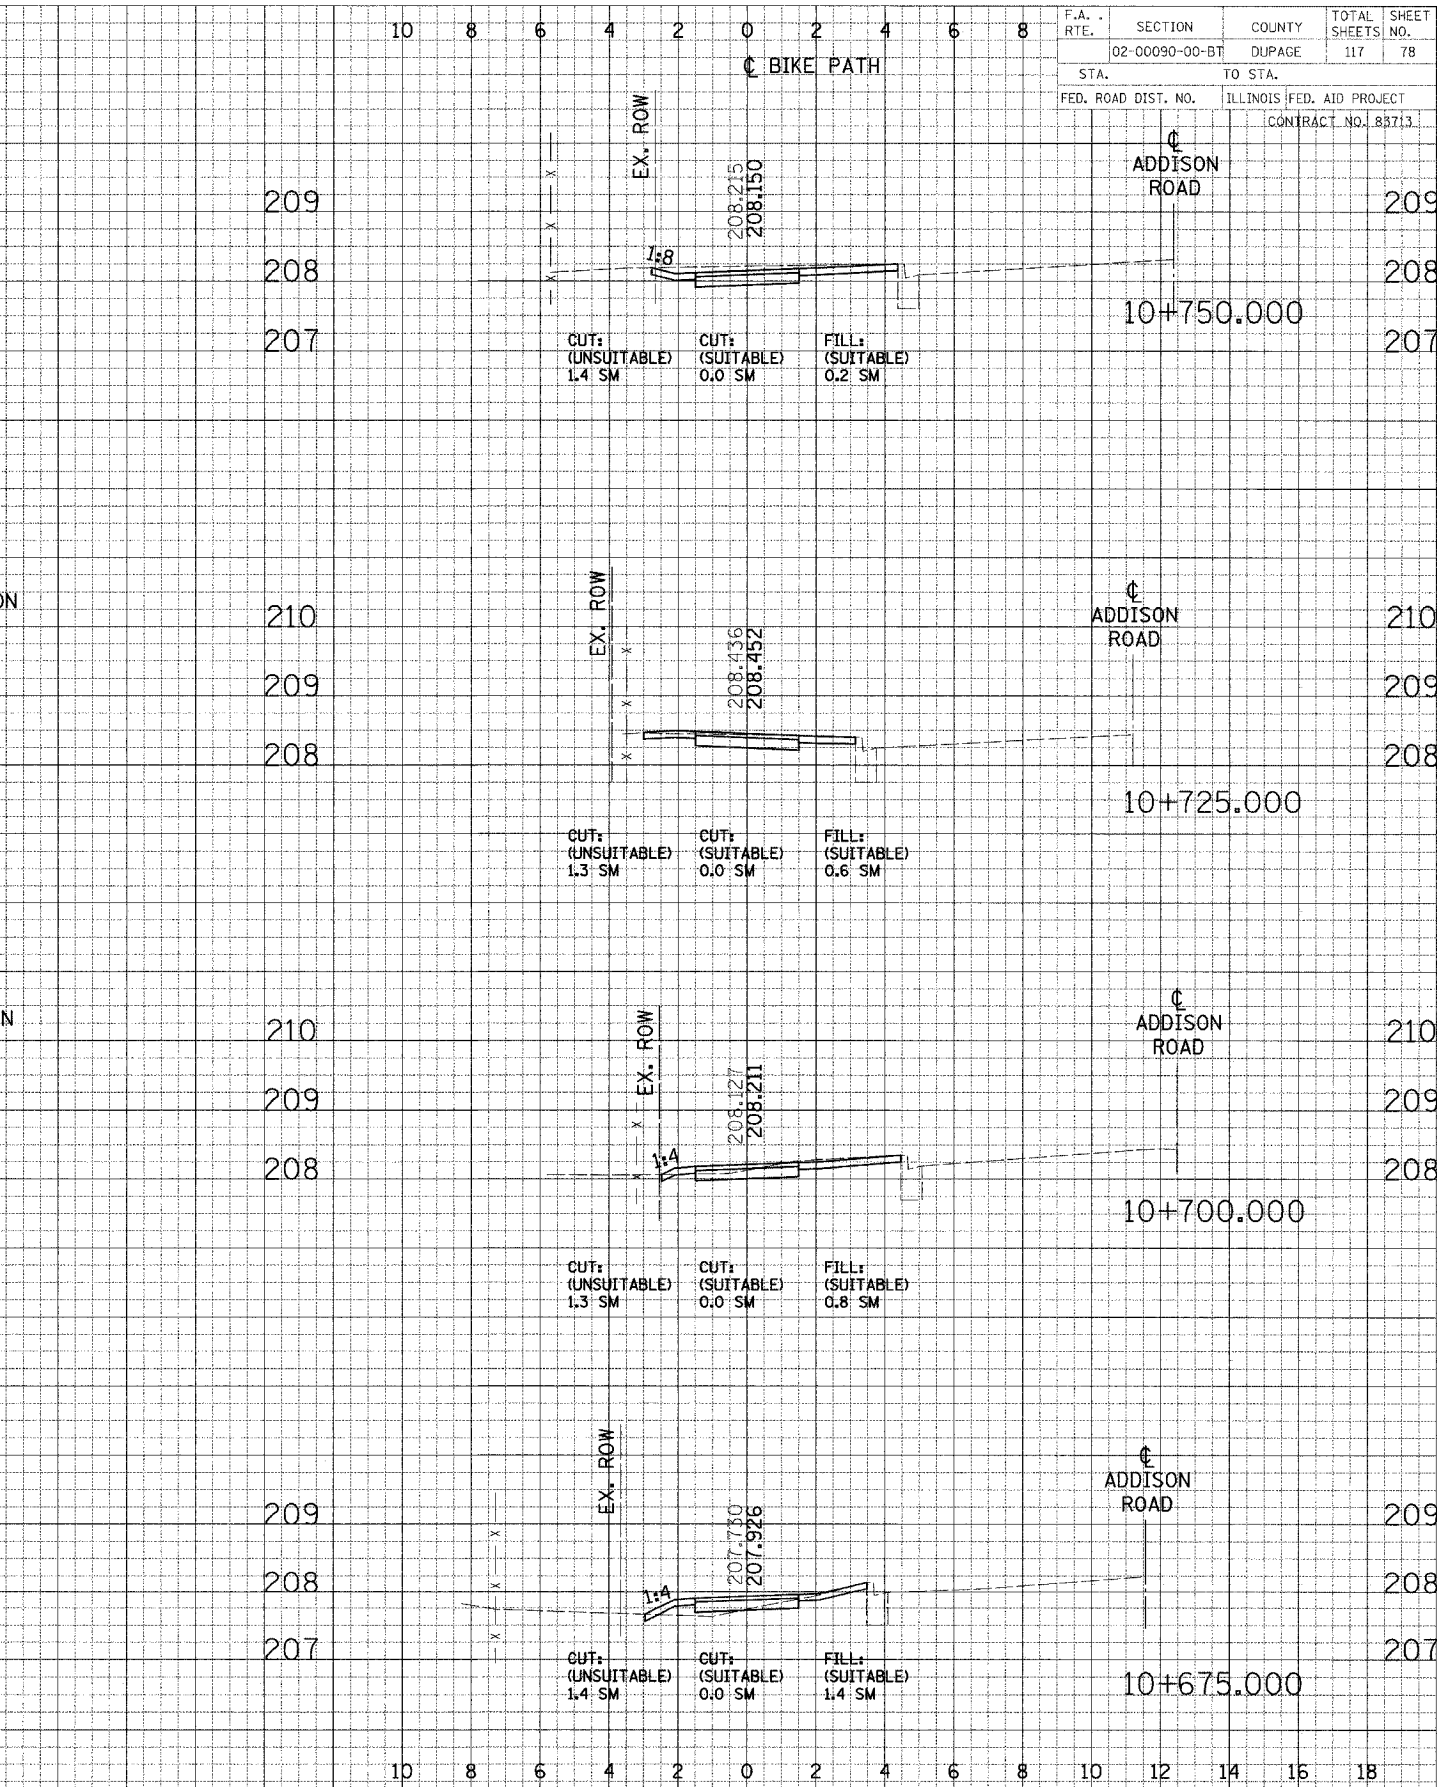 10 8 6 4 2 0 2 4 6 8
F.A. . RTE. SECTION COUNTY TOTAL SHEETS SHEET NO.
02-00090-00-BT DUPAGE 117 78
STA. TO STA.
FED. ROAD DIST. NO. ILLINOIS FED. AID PROJECT
CONTRACT NO. 83713
℄ BIKE PATH
EX. ROW
208.215
208.150
℄
ADDISON
ROAD
209 209
1:8
208 208
10+750.000
207 207
CUT: CUT: FILL:
(UNSUITABLE) (SUITABLE) (SUITABLE)
1.4 SM 0.0 SM 0.2 SM
ON
EX. ROW
208.436
208.452
℄
ADDISON
ROAD
210 210
209 209
208 208
10+725.000
CUT: CUT: FILL:
(UNSUITABLE) (SUITABLE) (SUITABLE)
1.3 SM 0.0 SM 0.6 SM
N
EX. ROW
208.127
208.211
℄
ADDISON
ROAD
210 210
209 209
1:4
208 208
10+700.000
CUT: CUT: FILL:
(UNSUITABLE) (SUITABLE) (SUITABLE)
1.3 SM 0.0 SM 0.8 SM
EX. ROW
207.730
207.926
℄
ADDISON
ROAD
209 209
208 208
1:4
207 207
CUT: CUT: FILL:
(UNSUITABLE) (SUITABLE) (SUITABLE)
1.4 SM 0.0 SM 1.4 SM
10+675.000
10 8 6 4 2 0 2 4 6 8 10 12 14 16 18